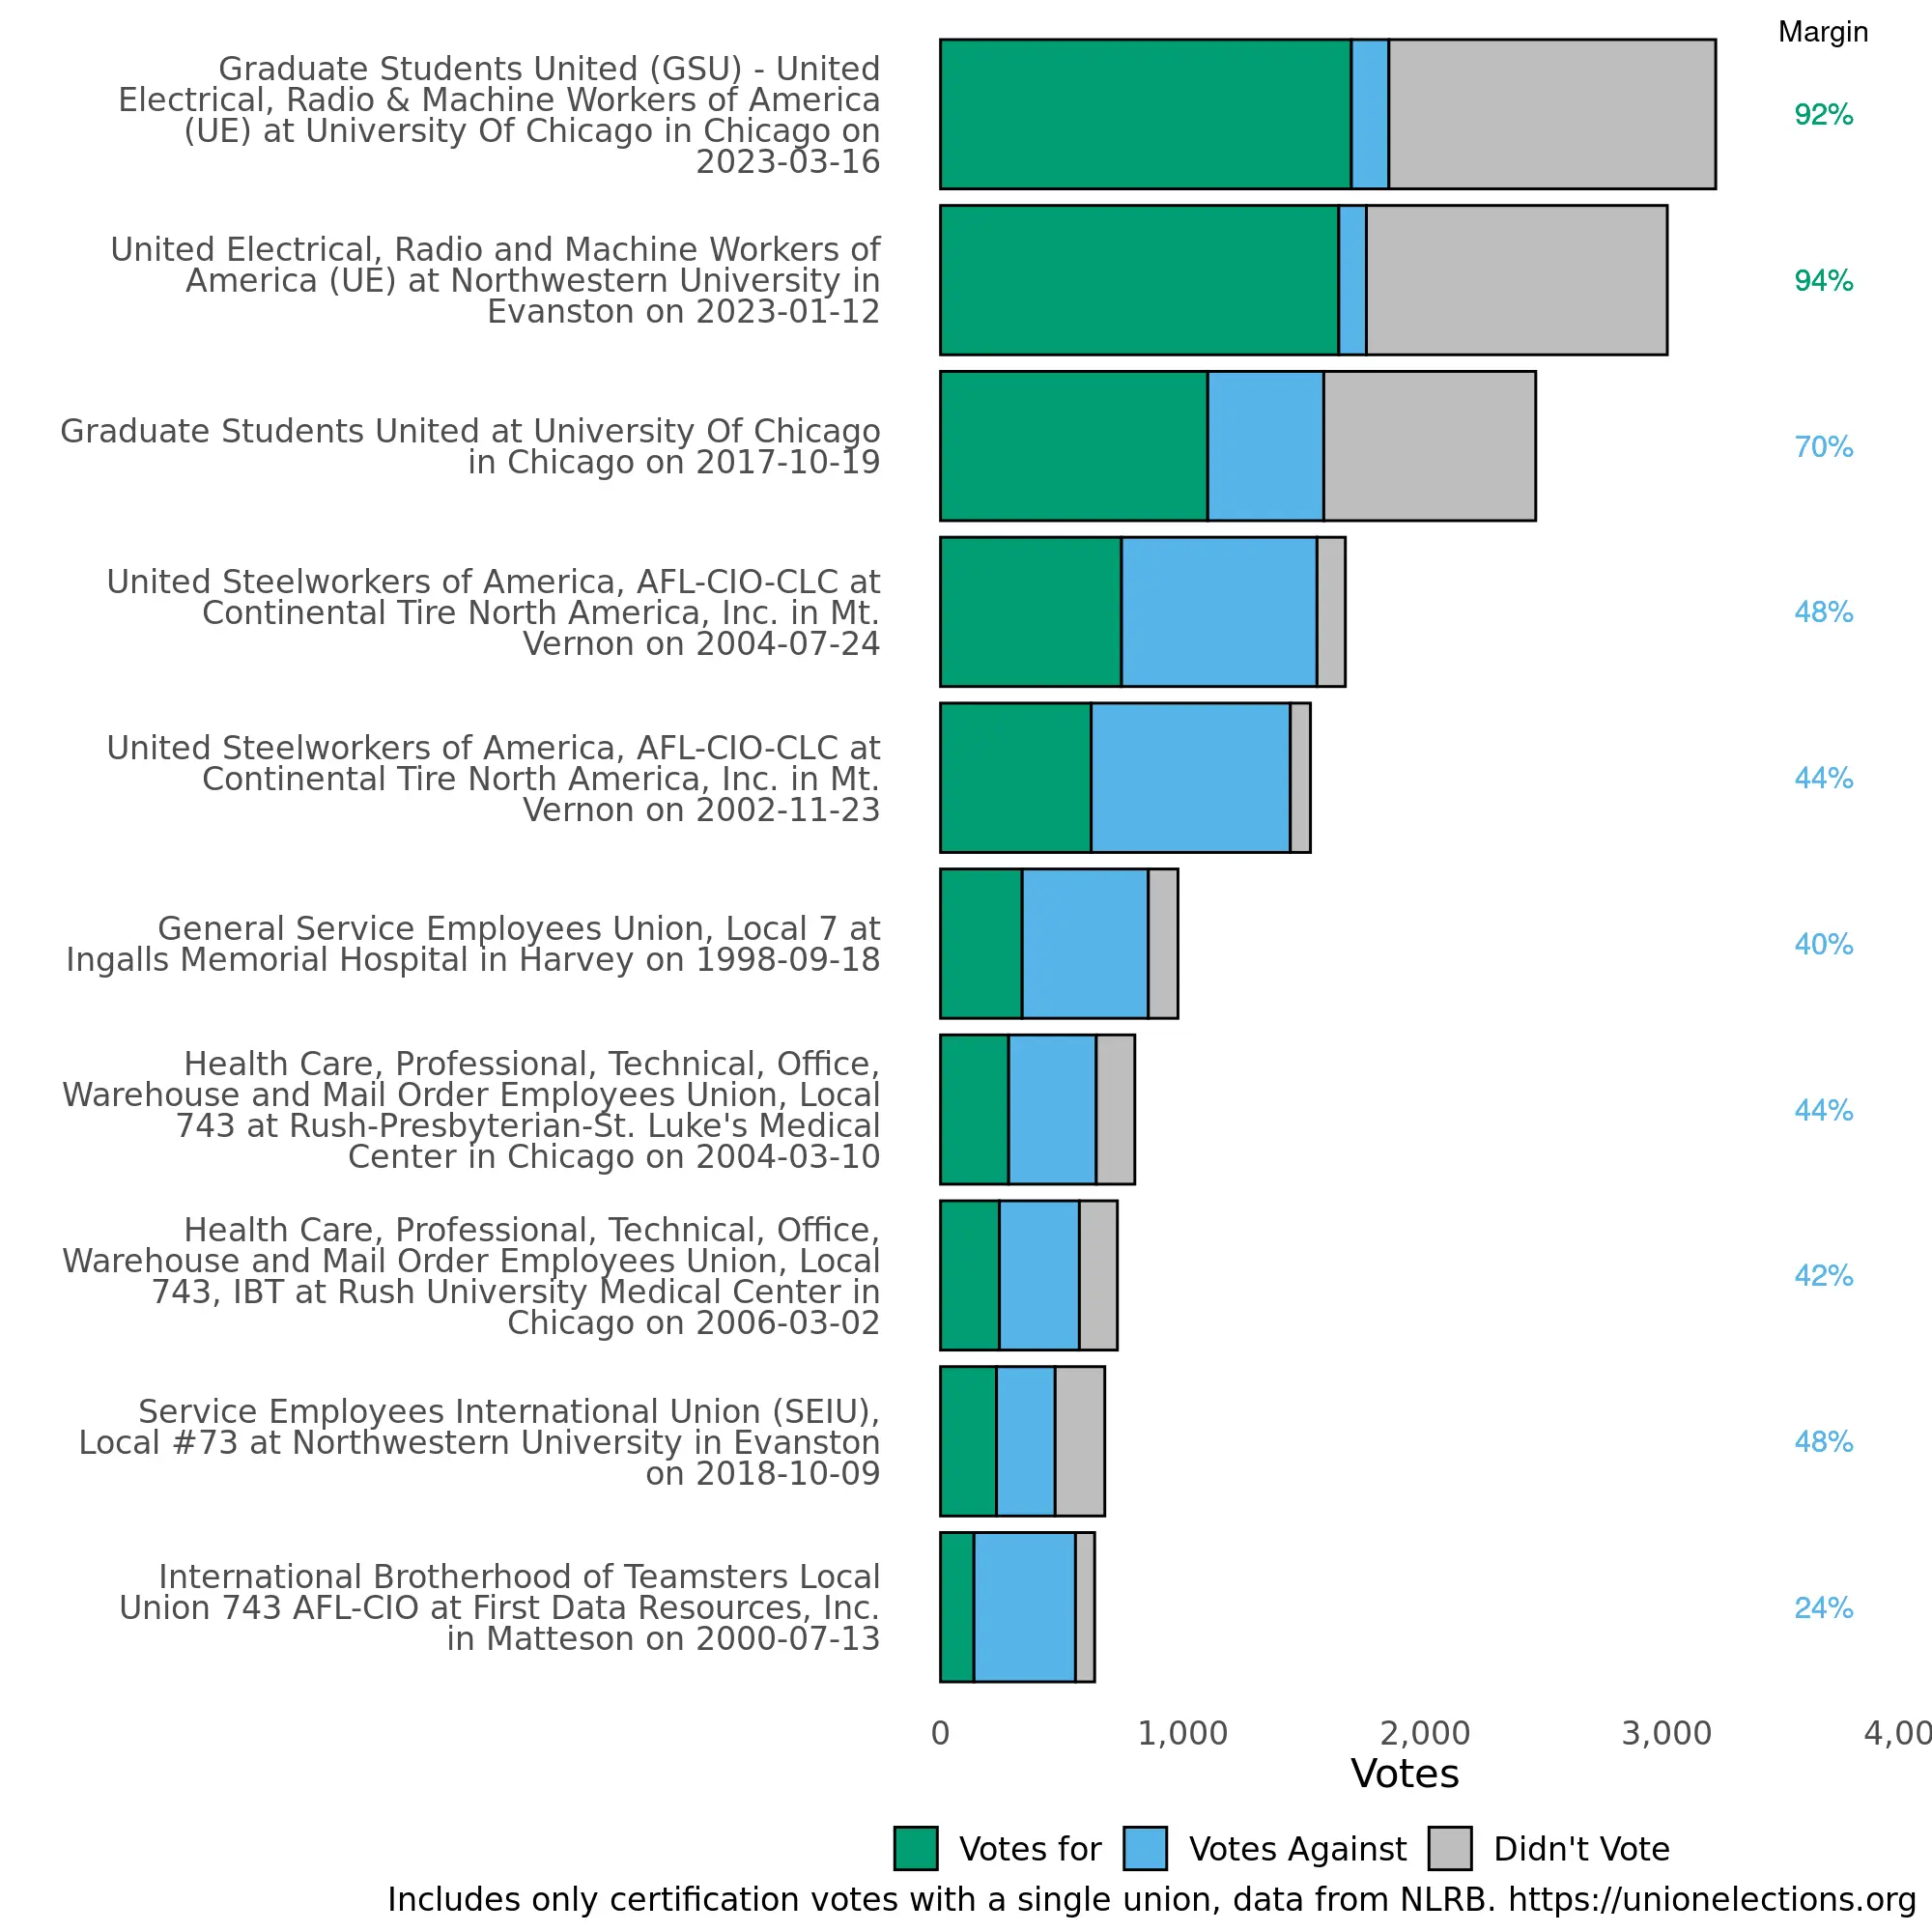 Margin
Graduate Students United (GSU) - United
Electrical, Radio & Machine Workers of America
(UE) at University Of Chicago in Chicago on
2023-03-16
92%
United Electrical, Radio and Machine Workers of
America (UE) at Northwestern University in
Evanston on 2023-01-12
94%
Graduate Students United at University Of Chicago
in Chicago on 2017-10-19
70%
United Steelworkers of America, AFL-CIO-CLC at
Continental Tire North America, Inc. in Mt.
Vernon on 2004-07-24
48%
United Steelworkers of America, AFL-CIO-CLC at
Continental Tire North America, Inc. in Mt.
Vernon on 2002-11-23
44%
General Service Employees Union, Local 7 at
Ingalls Memorial Hospital in Harvey on 1998-09-18
40%
Health Care, Professional, Technical, Office,
Warehouse and Mail Order Employees Union, Local
743 at Rush-Presbyterian-St. Luke's Medical
Center in Chicago on 2004-03-10
44%
Health Care, Professional, Technical, Office,
Warehouse and Mail Order Employees Union, Local
743, IBT at Rush University Medical Center in
Chicago on 2006-03-02
42%
Service Employees International Union (SEIU),
Local #73 at Northwestern University in Evanston
on 2018-10-09
48%
International Brotherhood of Teamsters Local
Union 743 AFL-CIO at First Data Resources, Inc.
in Matteson on 2000-07-13
24%
0 1,000 2,000 3,000 4,00
Votes
Votes for Votes Against Didn't Vote
Includes only certification votes with a single union, data from NLRB. https://unionelections.org